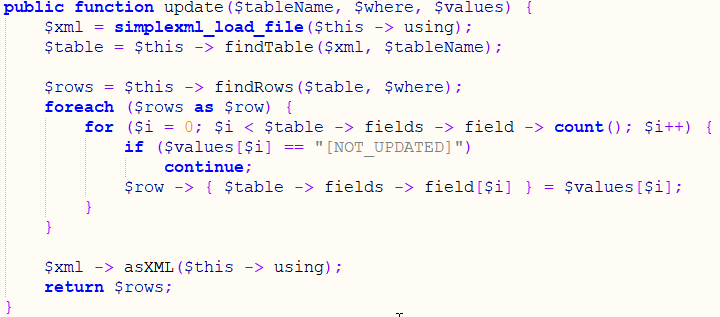 public function update($tableName, $where, $values) {
$xml = simplexml_load_file($this -> using);
$table = $this -> findTable($xml, $tableName);
$rows = $this -> findRows($table, $where);
foreach ($rows as $row) {
for ($i = 0; $i < $table -> fields -> field -> count(); $i++) {
if ($values[$i] == "[NOT_UPDATED]")
continue;
$row -> { $table -> fields -> field[$i] } = $values[$i];
}
}
$xml -> asXML($this -> using);
return $rows;
}